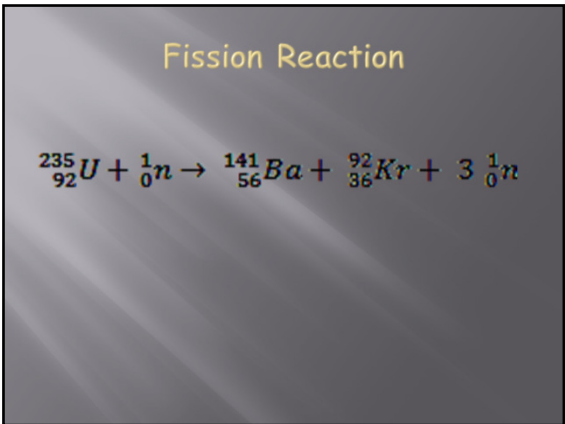 Fission Reaction
²³⁵₉₂U + ¹₀n → ¹⁴¹₅₆Ba + ⁹²₃₆Kr + 3 ¹₀n